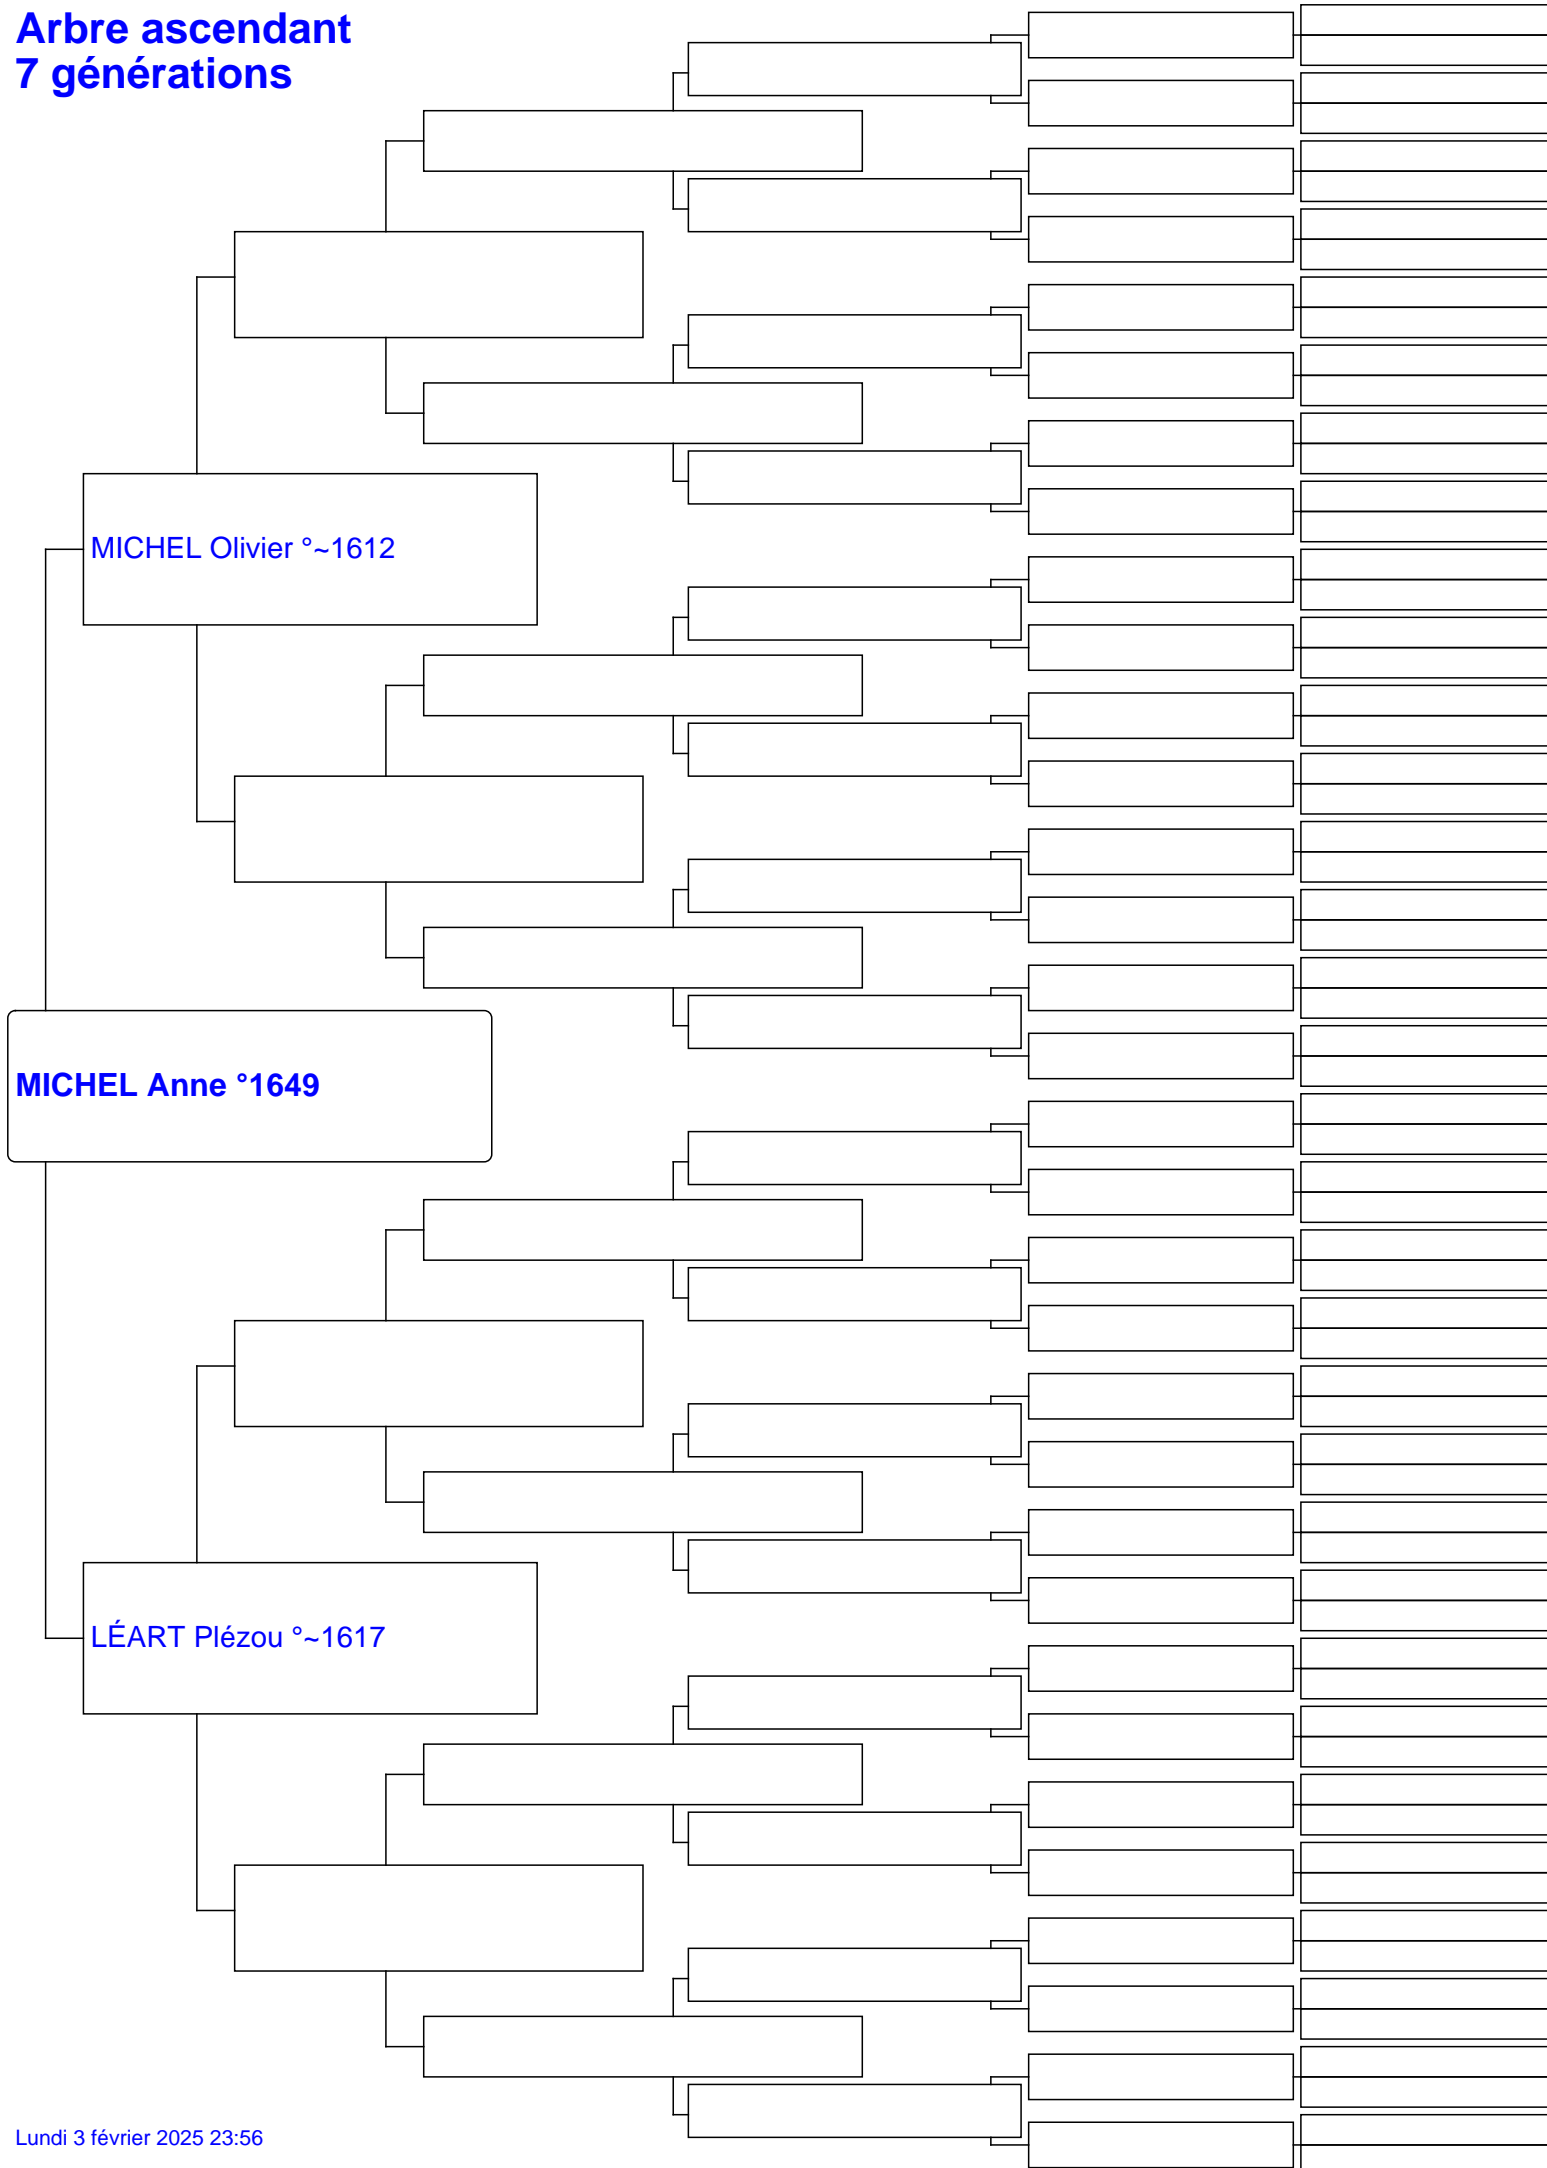 Arbre ascendant
7 générations
MICHEL Olivier °~1612
MICHEL Anne °1649
LÉART Plézou °~1617
Lundi 3 février 2025 23:56